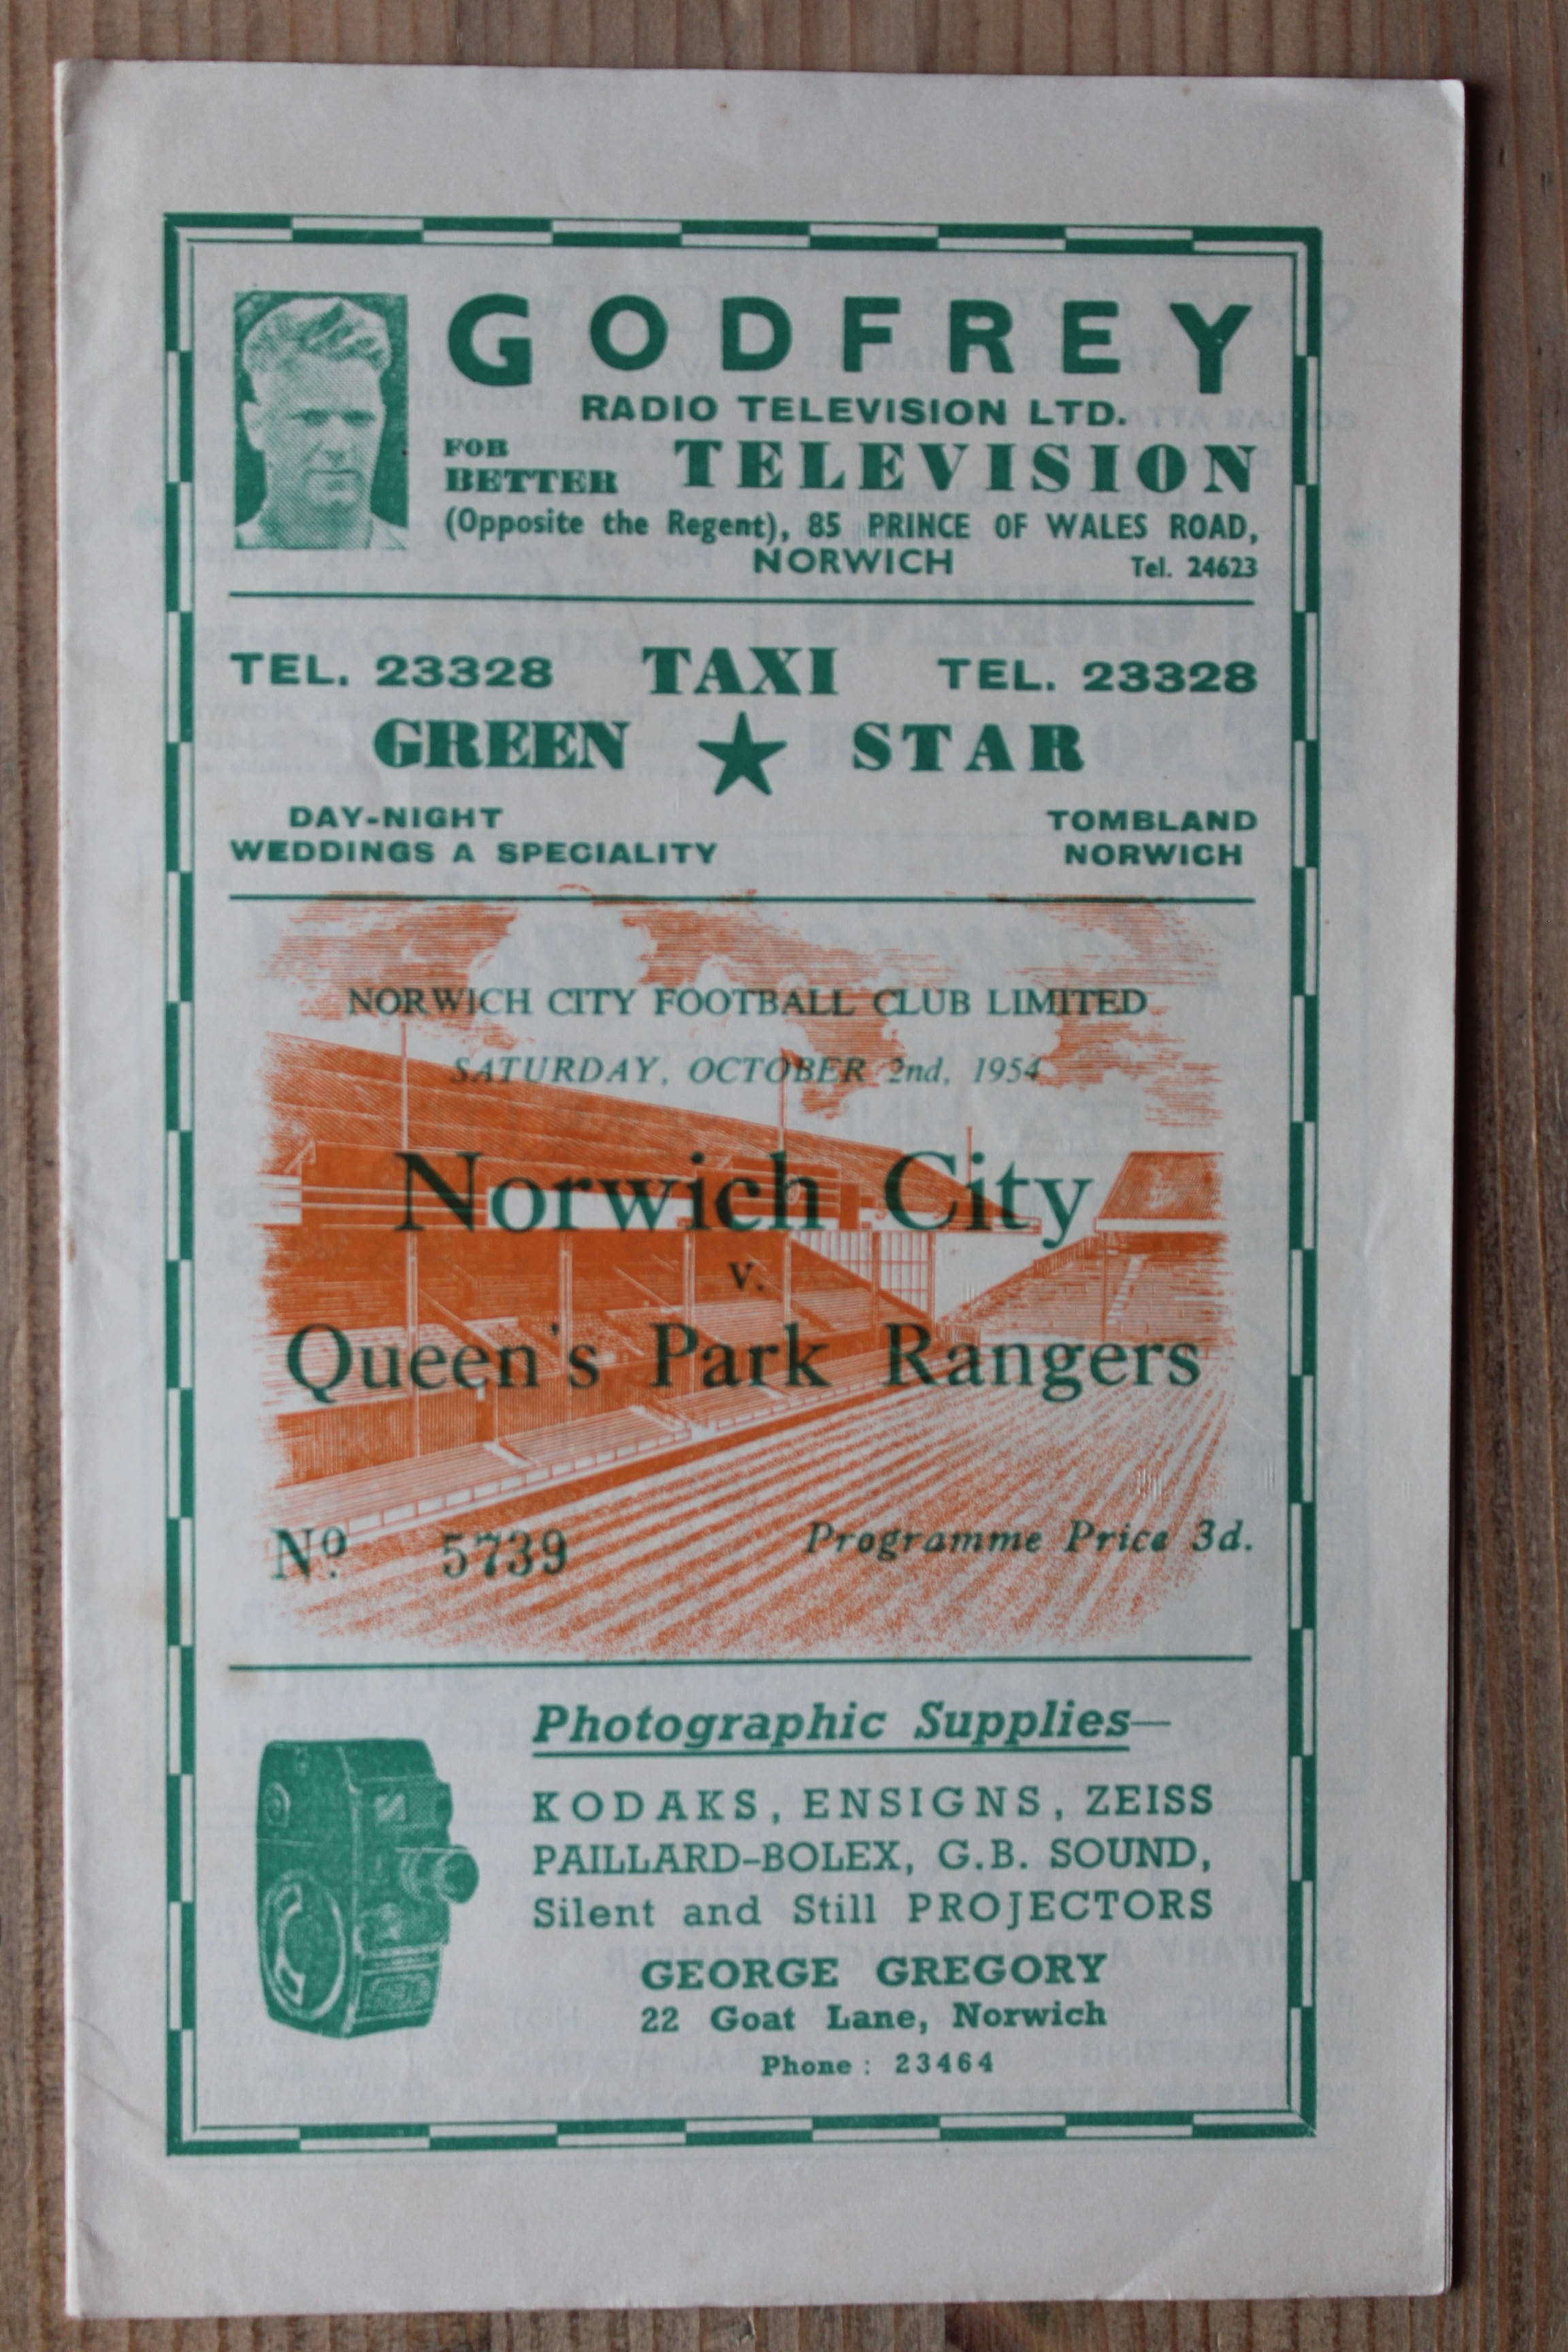 GODFREY
RADIO TELEVISION LTD.
FOR BETTER TELEVISION
(Opposite the Regent), 85 PRINCE OF WALES ROAD,
NORWICH Tel. 24623
TEL. 23328 TAXI TEL. 23328
GREEN ★ STAR
DAY-NIGHT TOMBLAND
WEDDINGS A SPECIALITY NORWICH
NORWICH CITY FOOTBALL CLUB LIMITED
SATURDAY, OCTOBER 2nd, 1954
Norwich City
v.
Queen's Park Rangers
Nº. 5739 Programme Price 3d.
Photographic Supplies—
KODAKS, ENSIGNS, ZEISS
PAILLARD-BOLEX, G.B. SOUND,
Silent and Still PROJECTORS
GEORGE GREGORY
22 Goat Lane, Norwich
Phone : 23464